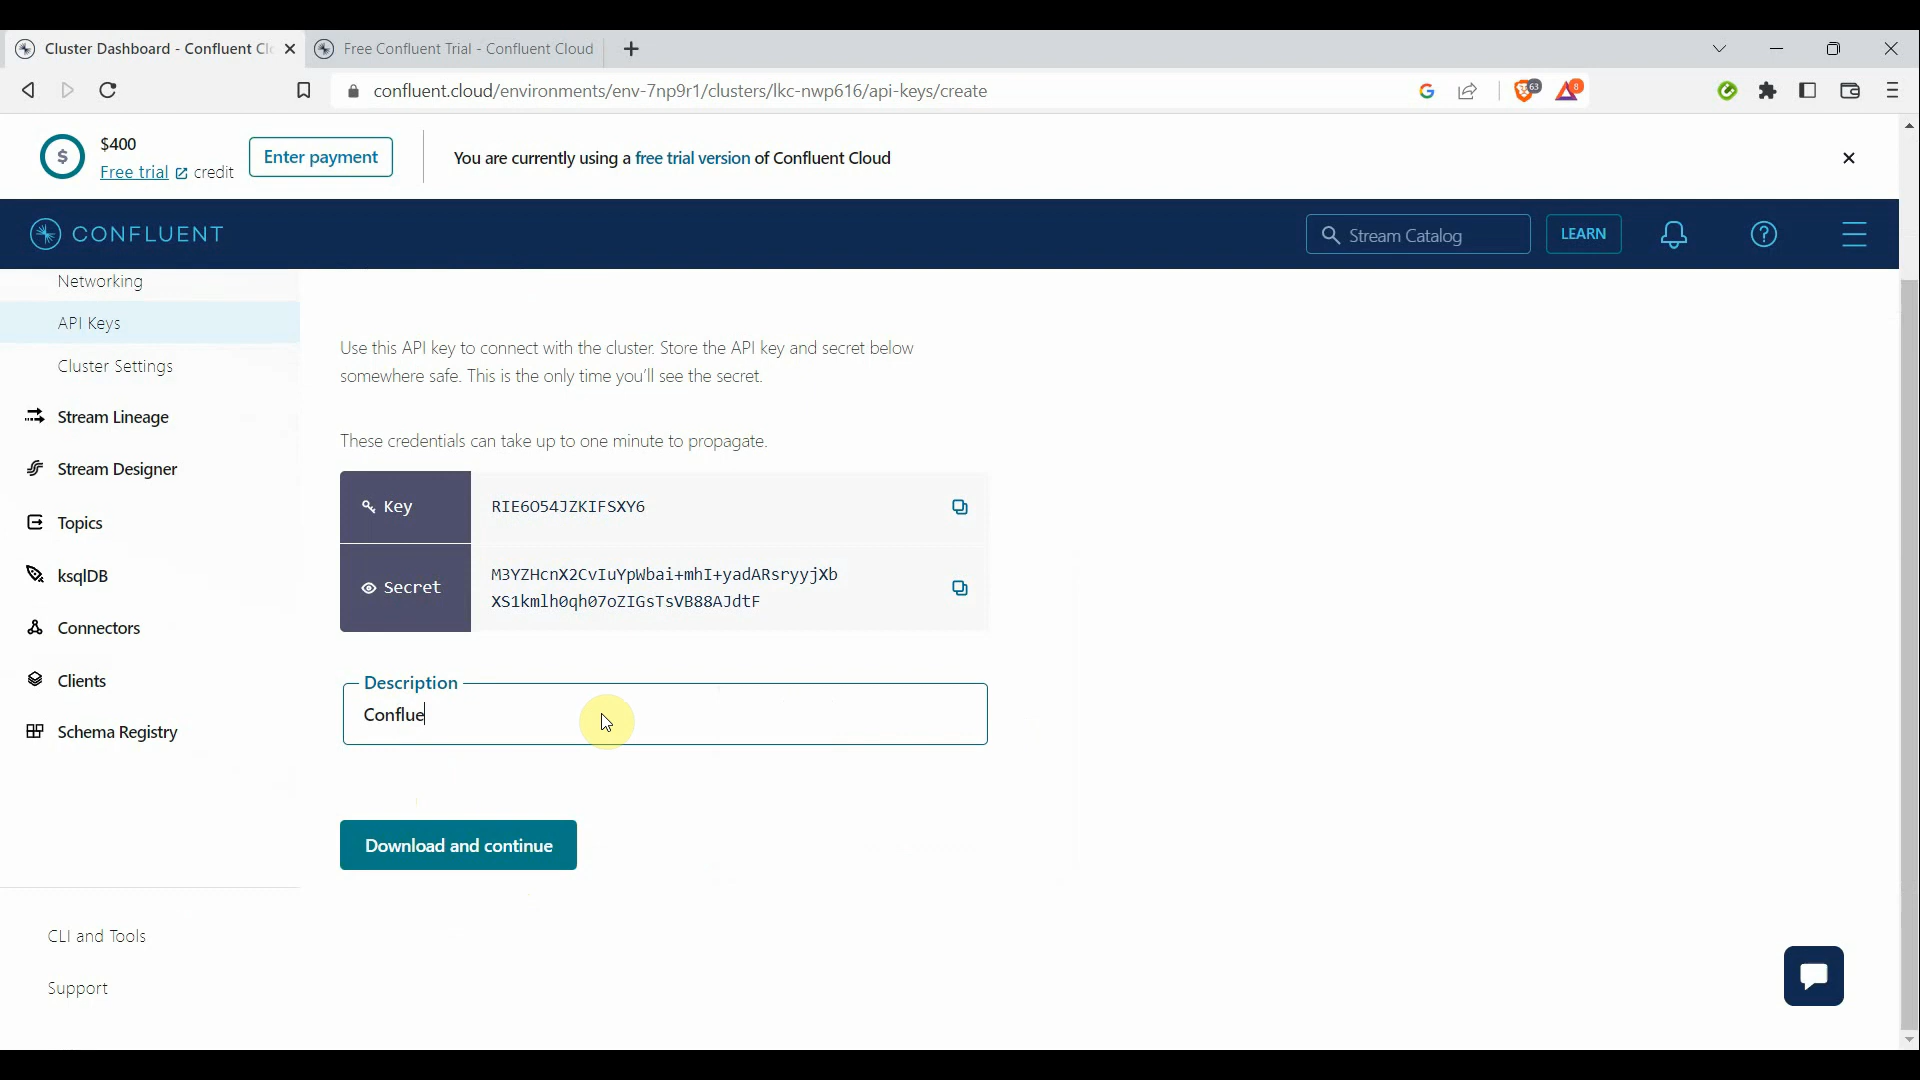 Cluster Dashboard - Confluent Cl
Free Confluent Trial - Confluent Cloud
confluent.cloud/environments/env-7np9r1/clusters/lkc-nwp616/api-keys/create
63
8
$
$400
Free trial credit
Enter payment
You are currently using a free trial version of Confluent Cloud
CONFLUENT
Stream Catalog
LEARN
Networking
API Keys
Cluster Settings
Stream Lineage
Stream Designer
Topics
ksqlDB
Connectors
Clients
Schema Registry
CLI and Tools
Support
Use this API key to connect with the cluster. Store the API key and secret below
somewhere safe. This is the only time you'll see the secret.
These credentials can take up to one minute to propagate.
Key
RIE6O54JZKIFSXY6
Secret
M3YZHcnX2CvIuYpWbai+mhI+yadARsryyjXb
XS1kmlh0qh07oZIGsTsVB88AJdtF
Description
Conflue
Download and continue